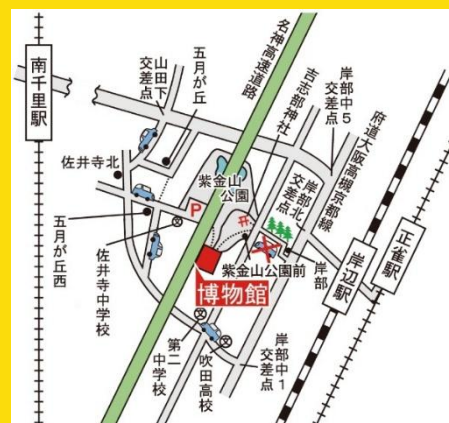 南千里駅
山田下
交差点
五月が丘
名神高速道路
吉志部神社
岸部中5
交差点
府道大阪高槻京都線
岸部北
交差点
佐井寺北
紫金山
公園
P
五月が丘西
佐井寺中学校
紫金山公園前
岸部
岸辺駅
正雀駅
博物館
第二
中学校
吹田高校
岸部中1
交差点